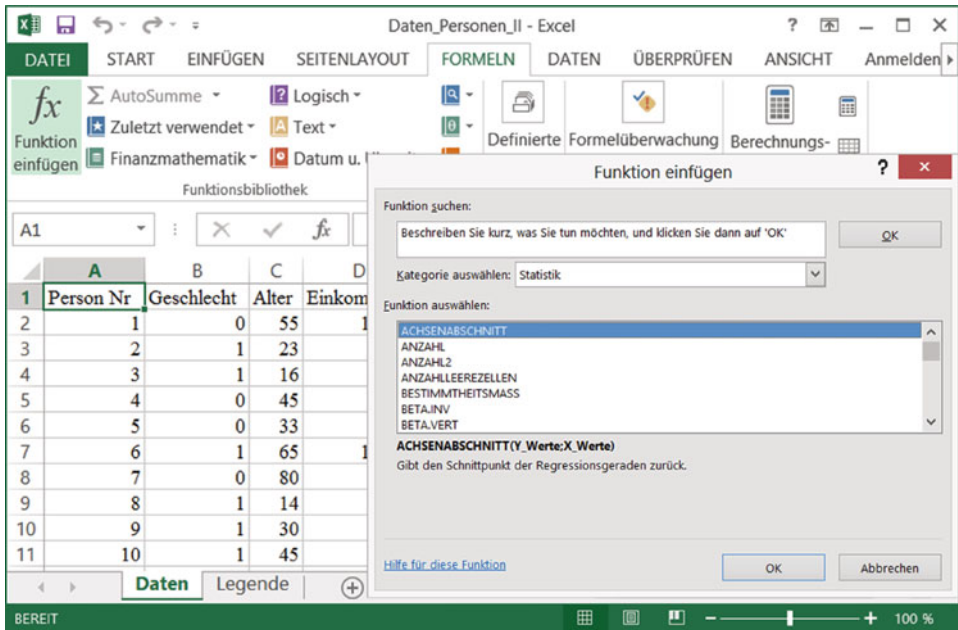 Daten_Personen_II - Excel
DATEI START EINFÜGEN SEITENLAYOUT FORMELN DATEN ÜBERPRÜFEN ANSICHT Anmelden
fx Funktion einfügen
Σ AutoSumme
Zuletzt verwendet
Finanzmathematik
Logisch
Text
Datum u.
Definierte Formelüberwachung Berechnungs-
Funktionsbibliothek
A1
fx
A B C D
1 Person Nr Geschlecht Alter Einkom
2 1 0 55 1
3 2 1 23
4 3 1 16
5 4 0 45
6 5 0 33
7 6 1 65 1
8 7 0 80
9 8 1 14
10 9 1 30
11 10 1 45
Daten Legende
BEREIT
100 %
Funktion einfügen
?
Funktion suchen:
Beschreiben Sie kurz, was Sie tun möchten, und klicken Sie dann auf 'OK'
OK
Kategorie auswählen: Statistik
Funktion auswählen:
ACHSENABSCHNITT
ANZAHL
ANZAHL2
ANZAHLLEEREZELLEN
BESTIMMTHEITSMASS
BETA.INV
BETA.VERT
ACHSENABSCHNITT(Y_Werte;X_Werte)
Gibt den Schnittpunkt der Regressionsgeraden zurück.
Hilfe für diese Funktion
OK
Abbrechen